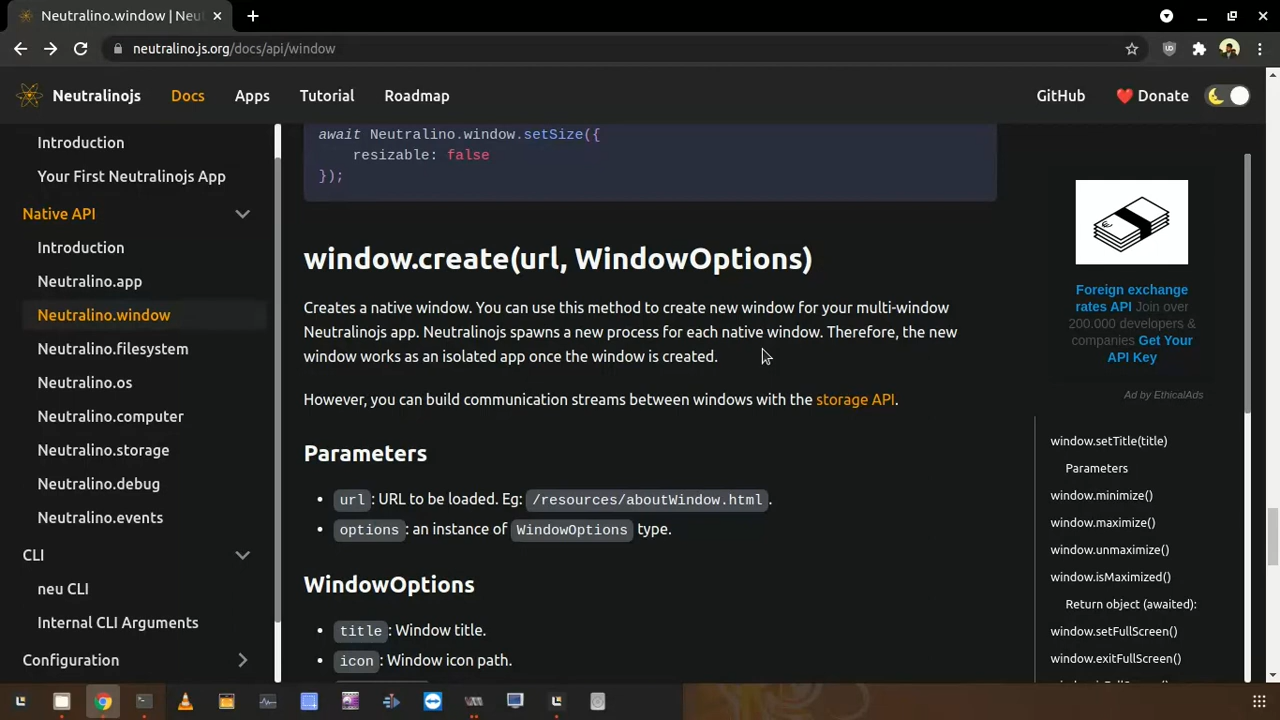 Neutralino.window | Neu
neutralino.js.org/docs/api/window
Neutralinojs
Docs
Apps
Tutorial
Roadmap
GitHub
❤️ Donate
Introduction
Your First Neutralinojs App
Native API
Introduction
Neutralino.app
Neutralino.window
Neutralino.filesystem
Neutralino.os
Neutralino.computer
Neutralino.storage
Neutralino.debug
Neutralino.events
CLI
neu CLI
Internal CLI Arguments
Configuration
await Neutralino.window.setSize({
resizable: false
});
window.create(url, WindowOptions)
Creates a native window. You can use this method to create new window for your multi-window
Neutralinojs app. Neutralinojs spawns a new process for each native window. Therefore, the new
window works as an isolated app once the window is created.
However, you can build communication streams between windows with the storage API.
Parameters
• url: URL to be loaded. Eg: /resources/aboutWindow.html.
• options: an instance of WindowOptions type.
WindowOptions
• title: Window title.
• icon: Window icon path.
Foreign exchange
rates API Join over
200.000 developers &
companies Get Your
API Key
Ad by EthicalAds
window.setTitle(title)
Parameters
window.minimize()
window.maximize()
window.unmaximize()
window.isMaximized()
Return object (awaited):
window.setFullScreen()
window.exitFullScreen()